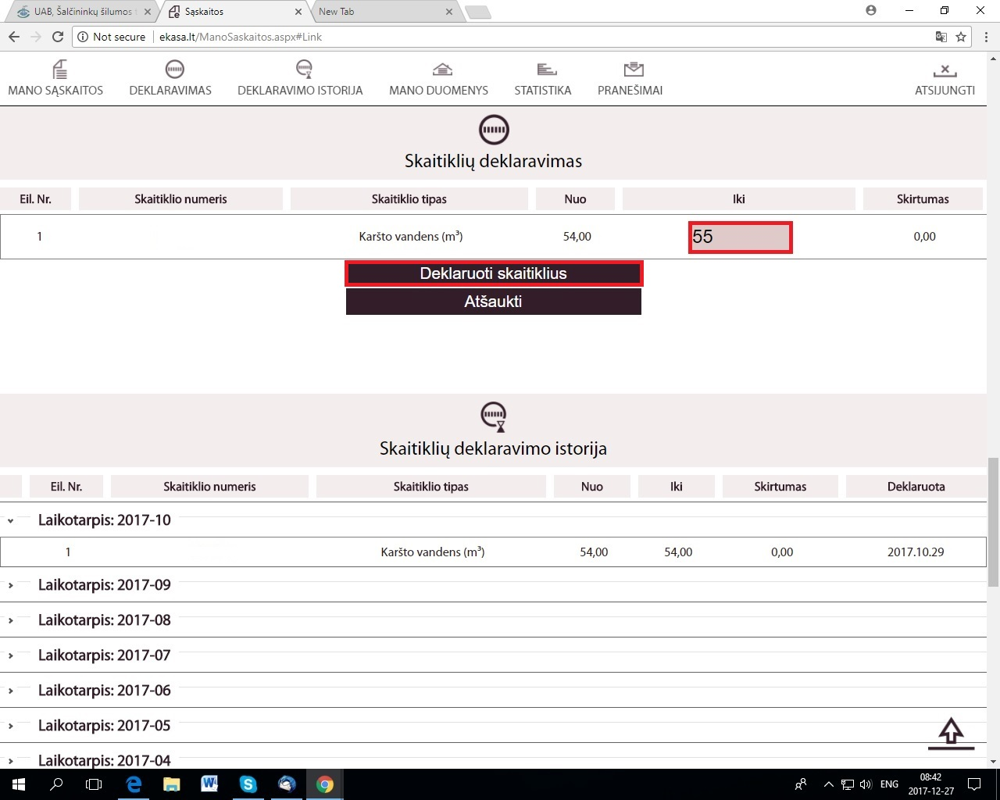 UAB, Šalčininkų šilumos t
Sąskaitos
New Tab
Not secure
ekasa.lt/ManoSaskaitos.aspx#Link
MANO SĄSKAITOS
DEKLARAVIMAS
DEKLARAVIMO ISTORIJA
MANO DUOMENYS
STATISTIKA
PRANEŠIMAI
ATSIJUNGTI
Skaitiklių deklaravimas
Eil. Nr. Skaitiklio numeris Skaitiklio tipas Nuo Iki Skirtumas
1 Karšto vandens (m³) 54,00 55 0,00
Deklaruoti skaitiklius
Atšaukti
Skaitiklių deklaravimo istorija
Eil. Nr. Skaitiklio numeris Skaitiklio tipas Nuo Iki Skirtumas Deklaruota
Laikotarpis: 2017-10
1 Karšto vandens (m³) 54,00 54,00 0,00 2017.10.29
Laikotarpis: 2017-09
Laikotarpis: 2017-08
Laikotarpis: 2017-07
Laikotarpis: 2017-06
Laikotarpis: 2017-05
Laikotarpis: 2017-04
ENG
08:42
2017-12-27